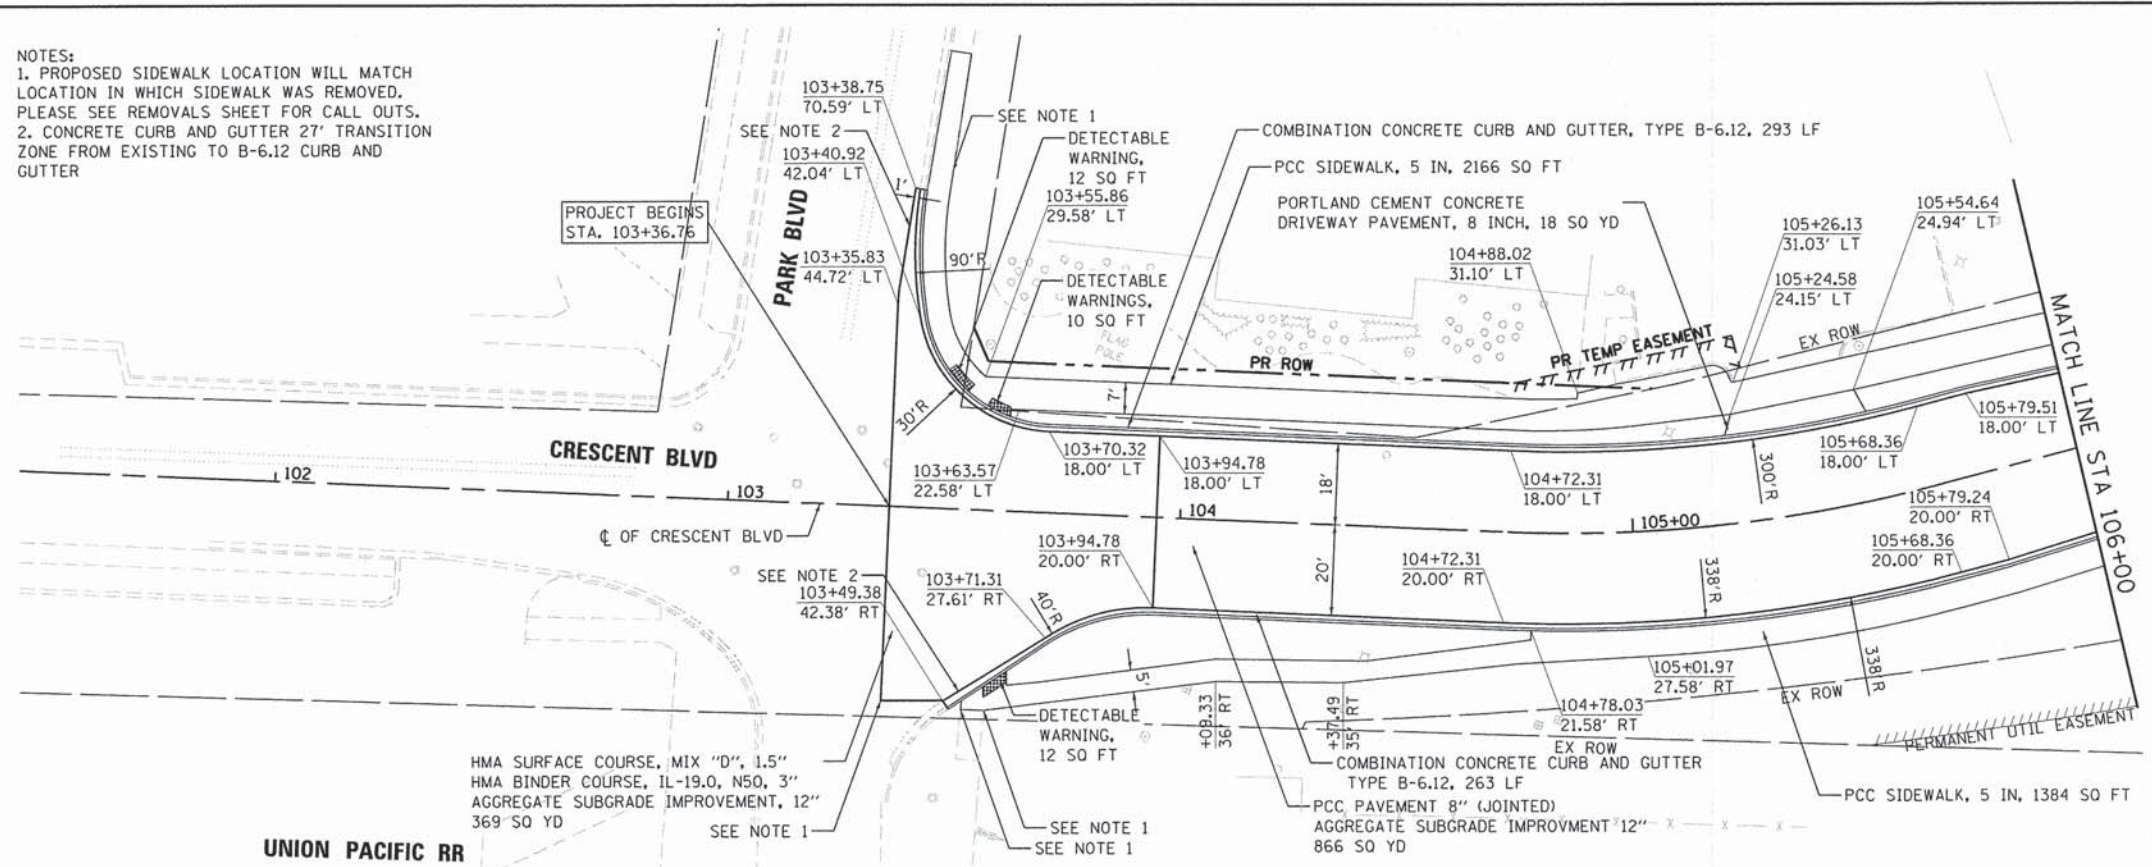 NOTES:
1. PROPOSED SIDEWALK LOCATION WILL MATCH
LOCATION IN WHICH SIDEWALK WAS REMOVED.
PLEASE SEE REMOVALS SHEET FOR CALL OUTS.
2. CONCRETE CURB AND GUTTER 27' TRANSITION
ZONE FROM EXISTING TO B-6.12 CURB AND
GUTTER
PROJECT BEGINS
STA. 103+36.76
103+38.75
70.59' LT
SEE NOTE 2
103+40.92
42.04' LT
1'
PARK BLVD
103+35.83
44.72' LT
SEE NOTE 1
DETECTABLE
WARNING,
12 SQ FT
103+55.86
29.58' LT
90'R
DETECTABLE
WARNINGS,
10 SQ FT
FLAG
POLE
COMBINATION CONCRETE CURB AND GUTTER, TYPE B-6.12, 293 LF
PCC SIDEWALK, 5 IN, 2166 SQ FT
PORTLAND CEMENT CONCRETE
DRIVEWAY PAVEMENT, 8 INCH, 18 SQ YD
104+88.02
31.10' LT
105+26.13
31.03' LT
105+24.58
24.15' LT
105+54.64
24.94' LT
PR ROW
PR TEMP EASEMENT
EX ROW
MATCH LINE STA 106+00
7'
30'R
CRESCENT BLVD
102
103
104
105+00
℄ OF CRESCENT BLVD
103+63.57
22.58' LT
103+70.32
18.00' LT
103+94.78
18.00' LT
18'
104+72.31
18.00' LT
300'R
105+68.36
18.00' LT
105+79.51
18.00' LT
105+79.24
20.00' RT
105+68.36
20.00' RT
103+94.78
20.00' RT
20'
104+72.31
20.00' RT
338'R
SEE NOTE 2
103+49.38
42.38' RT
103+71.31
27.61' RT
40'R
5'
+09.33
36' RT
+37.49
35' RT
105+01.97
27.58' RT
104+78.03
21.58' RT
EX ROW
338'R
EX ROW
PERMANENT UTIL EASEMENT
DETECTABLE
WARNING,
12 SQ FT
HMA SURFACE COURSE, MIX "D", 1.5"
HMA BINDER COURSE, IL-19.0, N50, 3"
AGGREGATE SUBGRADE IMPROVEMENT, 12"
369 SQ YD
SEE NOTE 1
SEE NOTE 1
SEE NOTE 1
COMBINATION CONCRETE CURB AND GUTTER
TYPE B-6.12, 263 LF
PCC PAVEMENT 8" (JOINTED)
AGGREGATE SUBGRADE IMPROVMENT 12"
866 SQ YD
PCC SIDEWALK, 5 IN, 1384 SQ FT
UNION PACIFIC RR